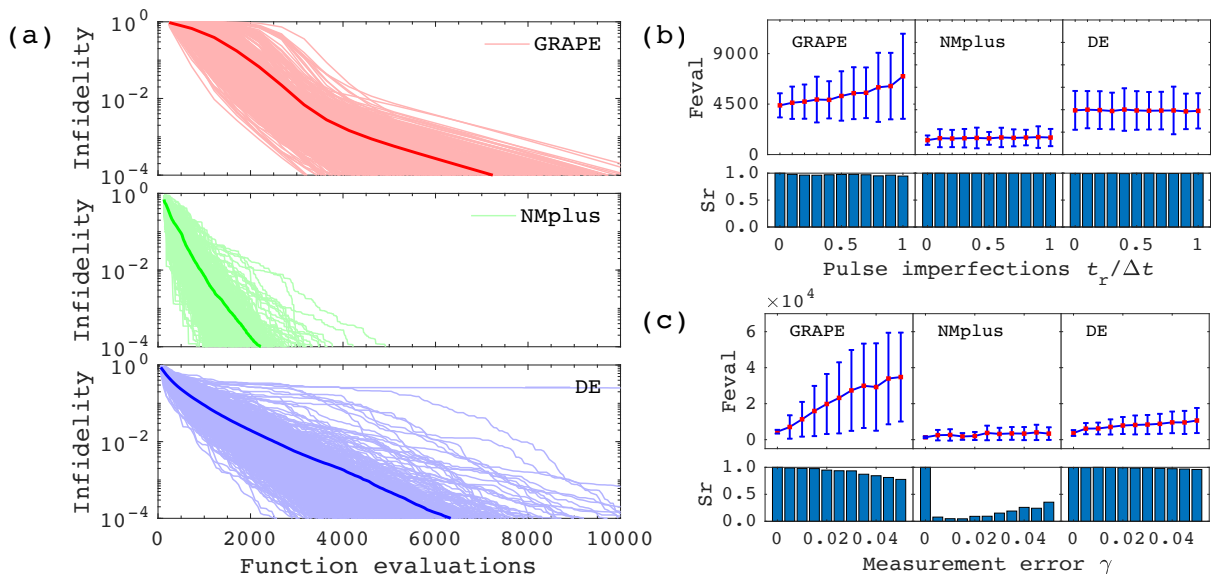 (a)
Infidelity
10^0
10^-2
10^-4
GRAPE
Infidelity
10^0
10^-2
10^-4
NMplus
Infidelity
10^0
10^-2
10^-4
DE
0 2000 4000 6000 8000 10000
Function evaluations
(b)
Feval
9000
4500
0
GRAPE NMplus DE
Sr
1.0
0.5
0.0
0 0.5 1 0 0.5 1 0 0.5 1
Pulse imperfections t_r/Δt
(c)
×10^4
Feval
6
4
2
0
GRAPE NMplus DE
Sr
1.0
0.5
0.0
0 0.02 0.04 0 0.02 0.04 0 0.02 0.04
Measurement error γ